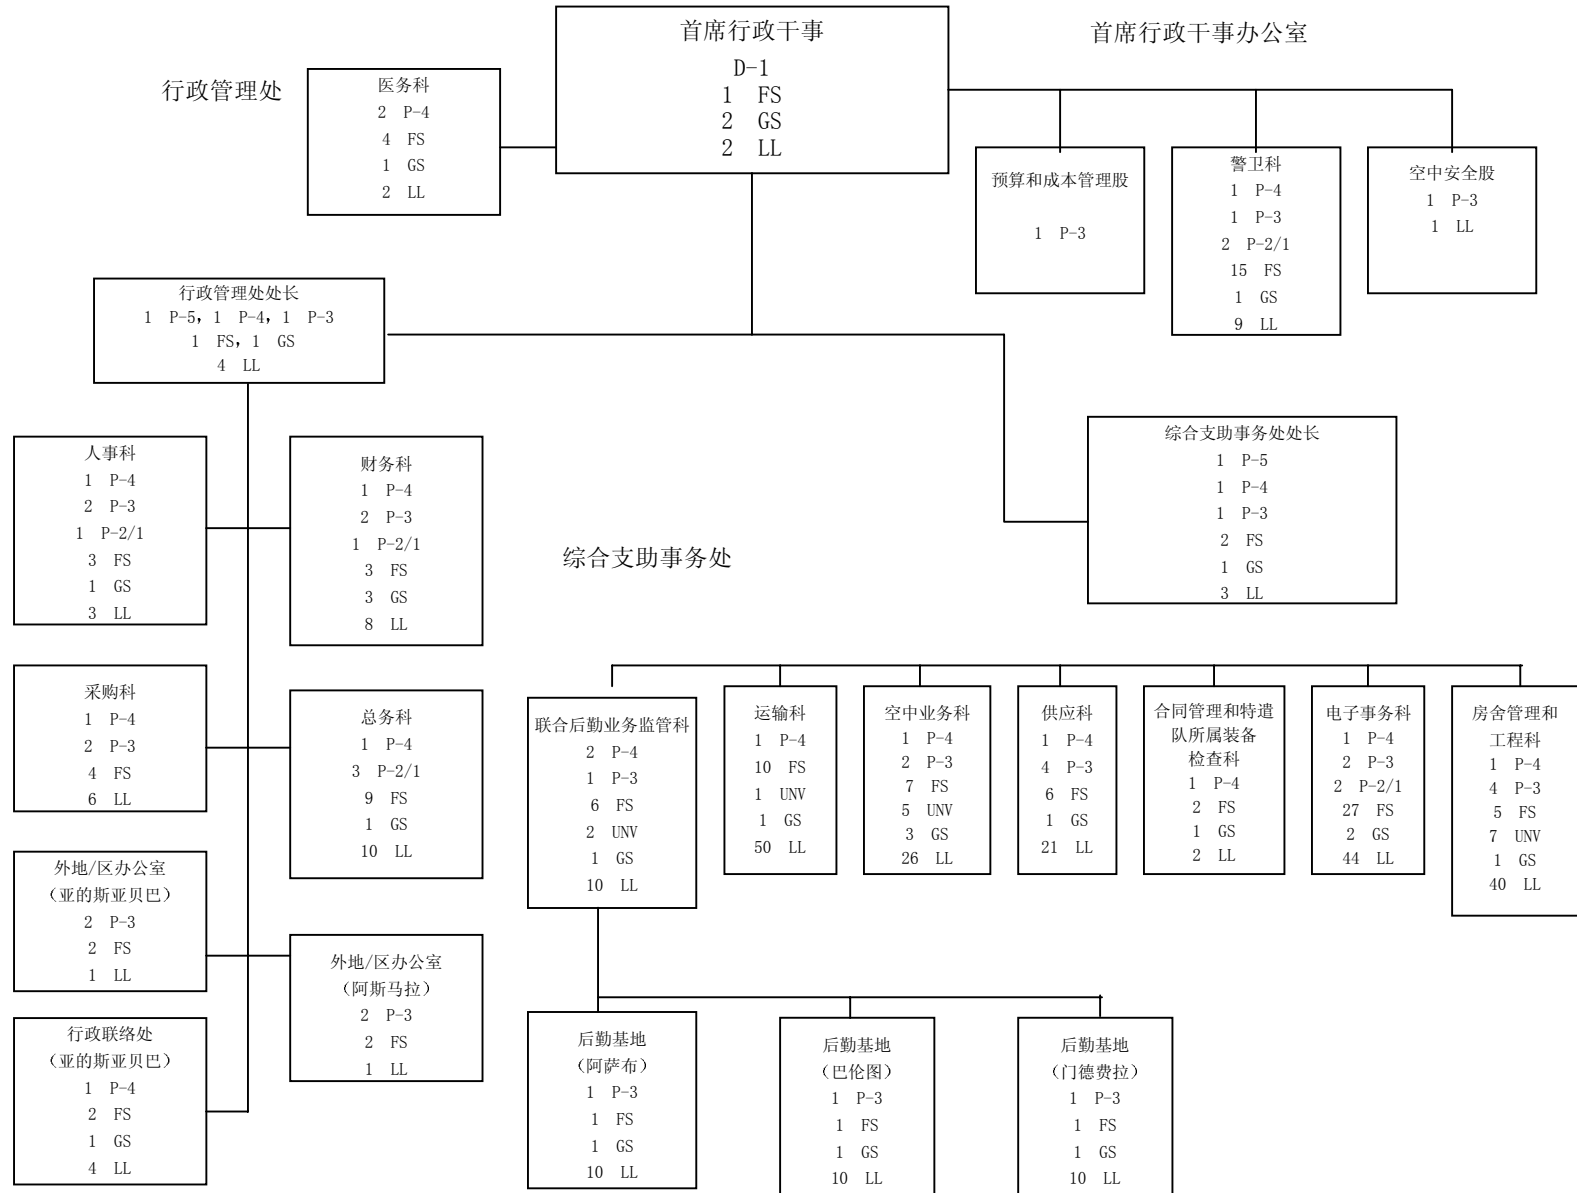 首席行政干事
D-1
1 FS
2 GS
2 LL
首席行政干事办公室
行政管理处
医务科
2 P-4
4 FS
1 GS
2 LL
预算和成本管理股
1 P-3
警卫科
1 P-4
1 P-3
2 P-2/1
15 FS
1 GS
9 LL
空中安全股
1 P-3
1 LL
行政管理处处长
1 P-5，1 P-4，1 P-3
1 FS，1 GS
4 LL
综合支助事务处处长
1 P-5
1 P-4
1 P-3
2 FS
1 GS
3 LL
人事科
1 P-4
2 P-3
1 P-2/1
3 FS
1 GS
3 LL
财务科
1 P-4
2 P-3
1 P-2/1
3 FS
3 GS
8 LL
采购科
1 P-4
2 P-3
4 FS
6 LL
总务科
1 P-4
3 P-2/1
9 FS
1 GS
10 LL
外地/区办公室
（亚的斯亚贝巴）
2 P-3
2 FS
1 LL
外地/区办公室
（阿斯马拉）
2 P-3
2 FS
1 LL
行政联络处
（亚的斯亚贝巴）
1 P-4
2 FS
1 GS
4 LL
综合支助事务处
联合后勤业务监管科
2 P-4
1 P-3
6 FS
2 UNV
1 GS
10 LL
运输科
1 P-4
10 FS
1 UNV
1 GS
50 LL
空中业务科
1 P-4
2 P-3
7 FS
5 UNV
3 GS
26 LL
供应科
1 P-4
4 P-3
6 FS
1 GS
21 LL
合同管理和特遣
队所属装备
检查科
1 P-4
2 FS
1 GS
2 LL
电子事务科
1 P-4
2 P-3
2 P-2/1
27 FS
2 GS
44 LL
房舍管理和
工程科
1 P-4
4 P-3
5 FS
7 UNV
1 GS
40 LL
后勤基地
（阿萨布）
1 P-3
1 FS
1 GS
10 LL
后勤基地
（巴伦图）
1 P-3
1 FS
1 GS
10 LL
后勤基地
（门德费拉）
1 P-3
1 FS
1 GS
10 LL